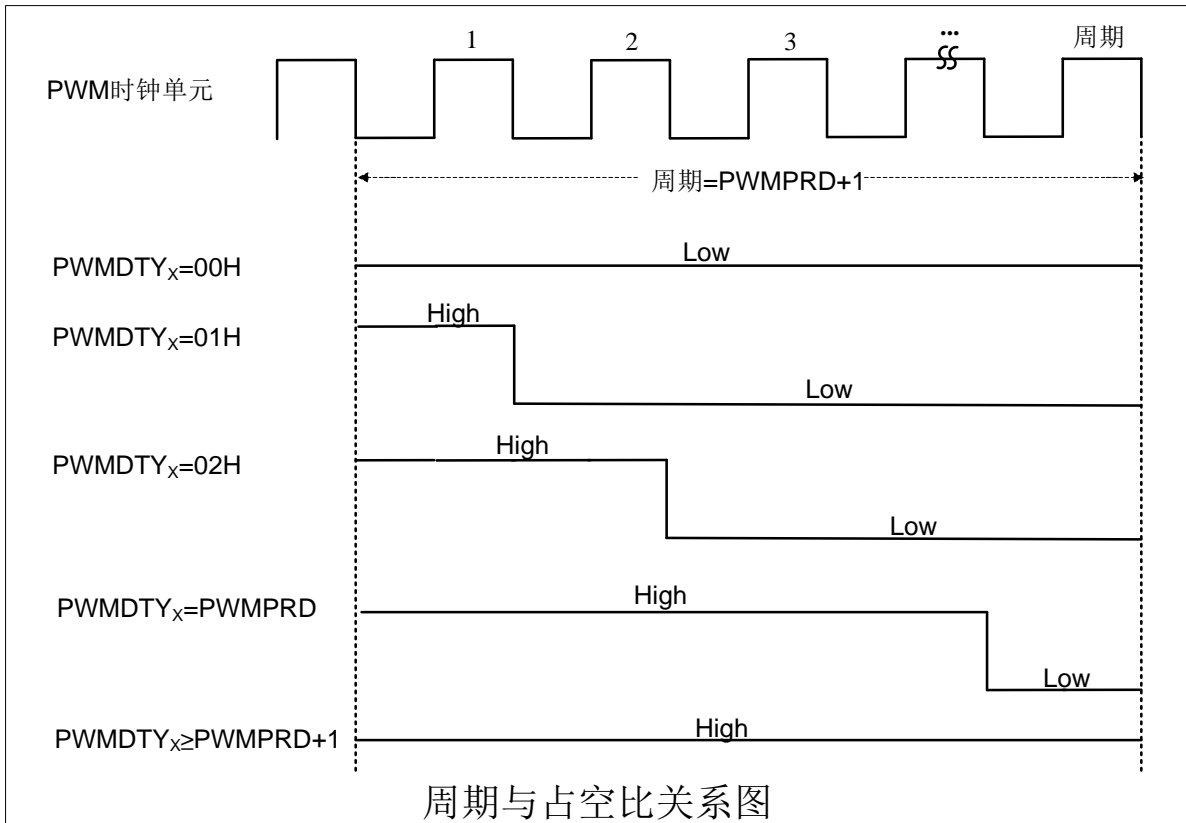 1 2 3 ... 周期
PWM时钟单元
周期=PWMPRD+1
PWMDTYX=00H Low
PWMDTYX=01H High
Low
PWMDTYX=02H High
Low
PWMDTYX=PWMPRD High
Low
PWMDTYX≥PWMPRD+1 High
周期与占空比关系图